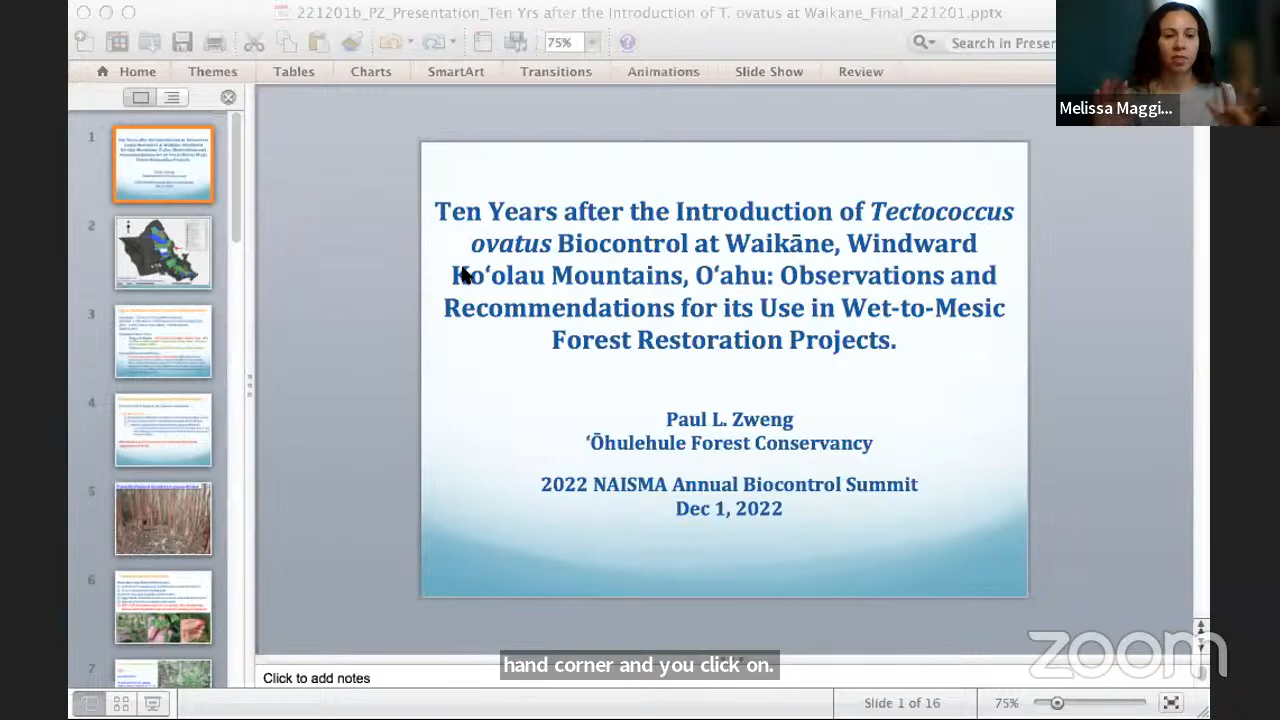 221201b_PZ_Presentation_Ten Yrs after the Introduction of T. ovatus at Waikane_Final_221201.pptx
75%
Search in Preser
Home Themes Tables Charts SmartArt Transitions Animations Slide Show Review
Melissa Maggi...
1
2
3
4
5
6
7
Ten Years after the Introduction of Tectococcus
ovatus Biocontrol at Waikāne, Windward
Koʻolau Mountains, Oʻahu: Observations and
Recommendations for its Use in Wet-to-Mesic
Forest Restoration Projects.
Paul L. Zweng
ʻŌhulehule Forest Conservancy
2022 NAISMA Annual Biocontrol Summit
Dec 1, 2022
hand corner and you click on.
zoom
Click to add notes
Slide 1 of 16
75%